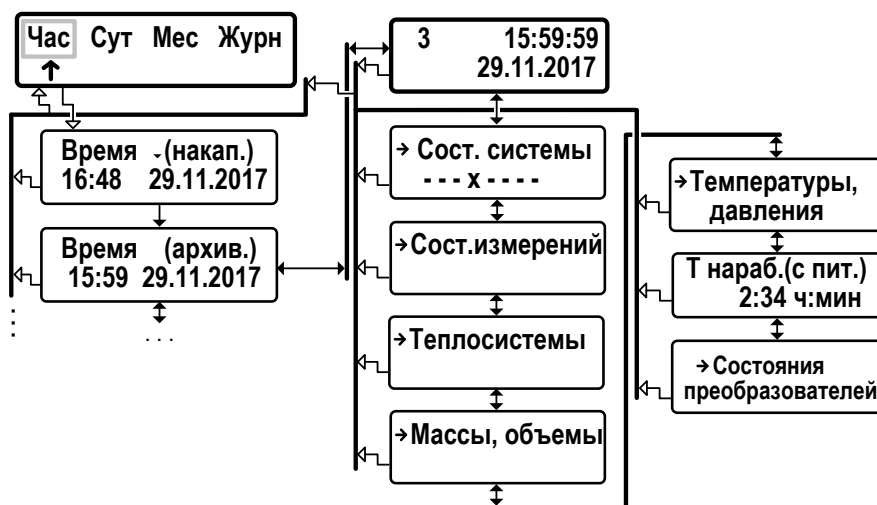 Час Сут Мес Журн
Время (накап.)
16:48 29.11.2017
Время (архив.)
15:59 29.11.2017
. . .
. . .
3 15:59:59
29.11.2017
Сост. системы
- - - x - - - -
Сост.измерений
Теплосистемы
Массы, объемы
Температуры,
давления
Т нараб.(с пит.)
2:34 ч:мин
Состояния
преобразователей